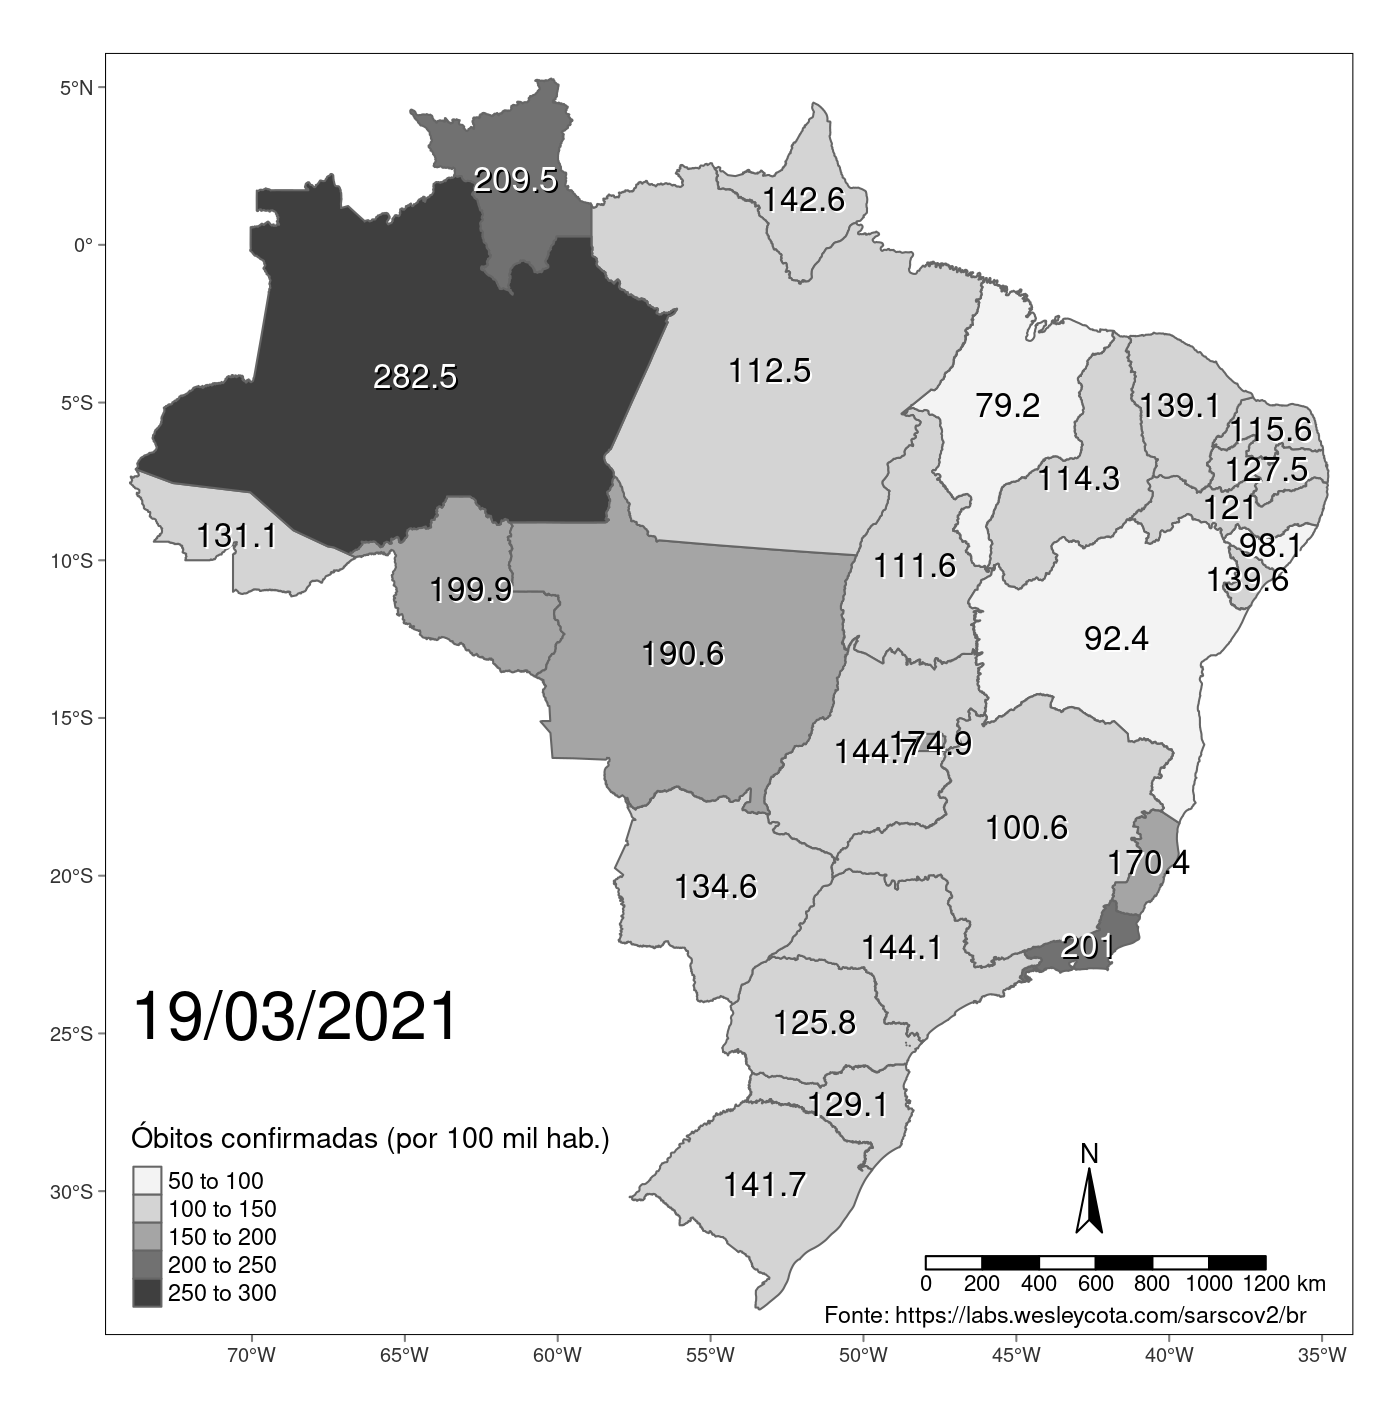 5°N
209.5
142.6
0°
112.5
282.5
5°S
79.2
139.1
115.6
127.5
114.3
121
131.1
98.1
10°S
111.6
139.6
199.9
92.4
190.6
15°S
144.7
174.9
100.6
170.4
20°S
134.6
144.1
201
19/03/2021
125.8
25°S
129.1
Óbitos confirmadas (por 100 mil hab.)
50 to 100
100 to 150
150 to 200
200 to 250
250 to 300
141.7
30°S
N
0 200 400 600 800 1000 1200 km
Fonte: https://labs.wesleycota.com/sarscov2/br
70°W 65°W 60°W 55°W 50°W 45°W 40°W 35°W